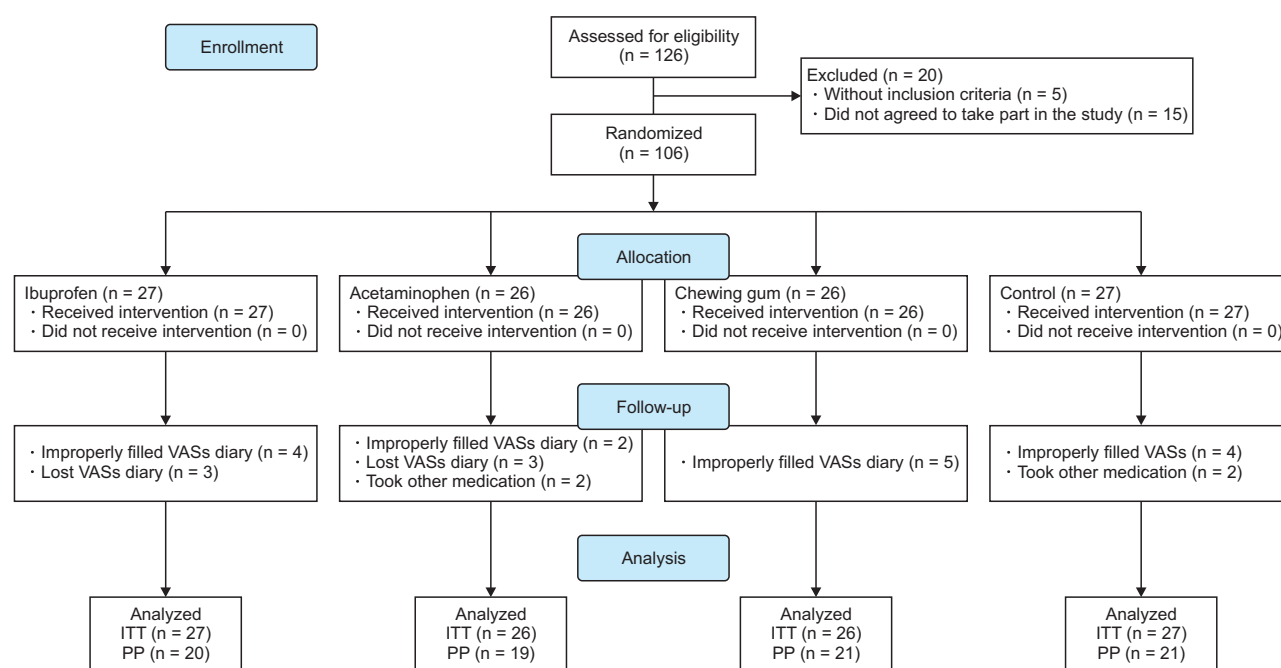 Enrollment
Assessed for eligibility
(n = 126)
Excluded (n = 20)
· Without inclusion criteria (n = 5)
· Did not agreed to take part in the study (n = 15)
Randomized
(n = 106)
Allocation
Ibuprofen (n = 27)
· Received intervention (n = 27)
· Did not receive intervention (n = 0)
Acetaminophen (n = 26)
· Received intervention (n = 26)
· Did not receive intervention (n = 0)
Chewing gum (n = 26)
· Received intervention (n = 26)
· Did not receive intervention (n = 0)
Control (n = 27)
· Received intervention (n = 27)
· Did not receive intervention (n = 0)
Follow-up
· Improperly filled VASs diary (n = 4)
· Lost VASs diary (n = 3)
· Improperly filled VASs diary (n = 2)
· Lost VASs diary (n = 3)
· Took other medication (n = 2)
· Improperly filled VASs diary (n = 5)
· Improperly filled VASs (n = 4)
· Took other medication (n = 2)
Analysis
Analyzed
ITT (n = 27)
PP (n = 20)
Analyzed
ITT (n = 26)
PP (n = 19)
Analyzed
ITT (n = 26)
PP (n = 21)
Analyzed
ITT (n = 27)
PP (n = 21)